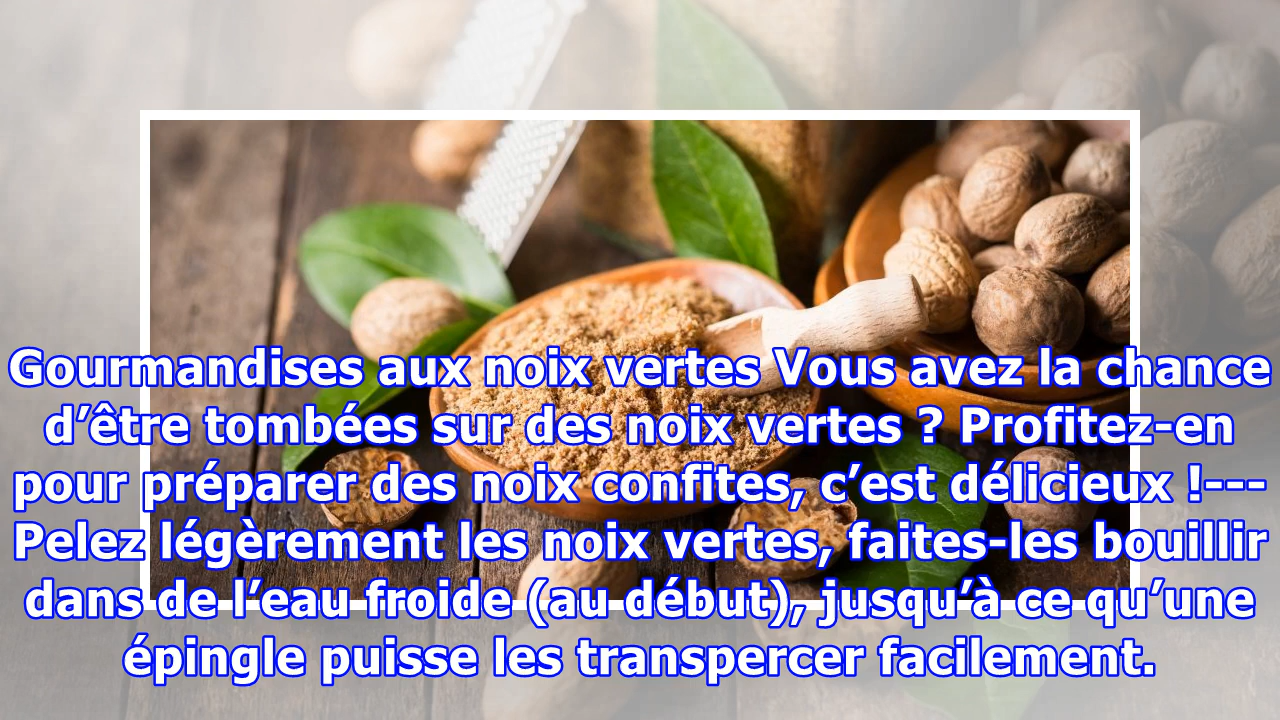 Gourmandises aux noix vertes Vous avez la chance
d’être tombées sur des noix vertes ? Profitez-en
pour préparer des noix confites, c’est délicieux !---
Pelez légèrement les noix vertes, faites-les bouillir
dans de l’eau froide (au début), jusqu’à ce qu’une
épingle puisse les transpercer facilement.